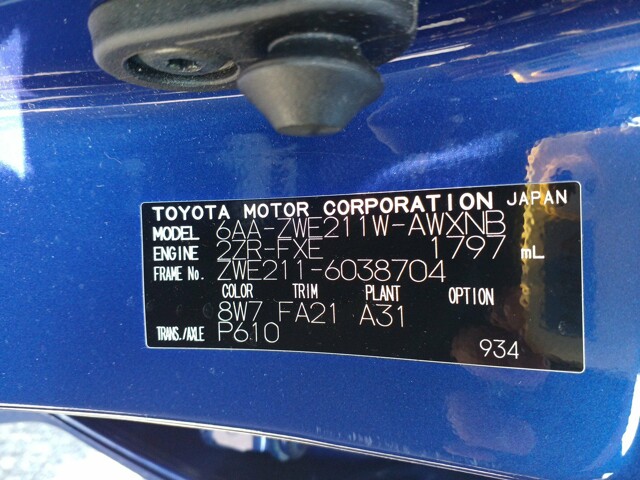 TOYOTA MOTOR CORPORATION JAPAN
MODEL 6AA-ZWE211W-AWXNB
ENGINE 2ZR-FXE 1797 mL
FRAME No. ZWE211-6038704
COLOR TRIM PLANT OPTION
8W7 FA21 A31
TRANS./AXLE P610
934